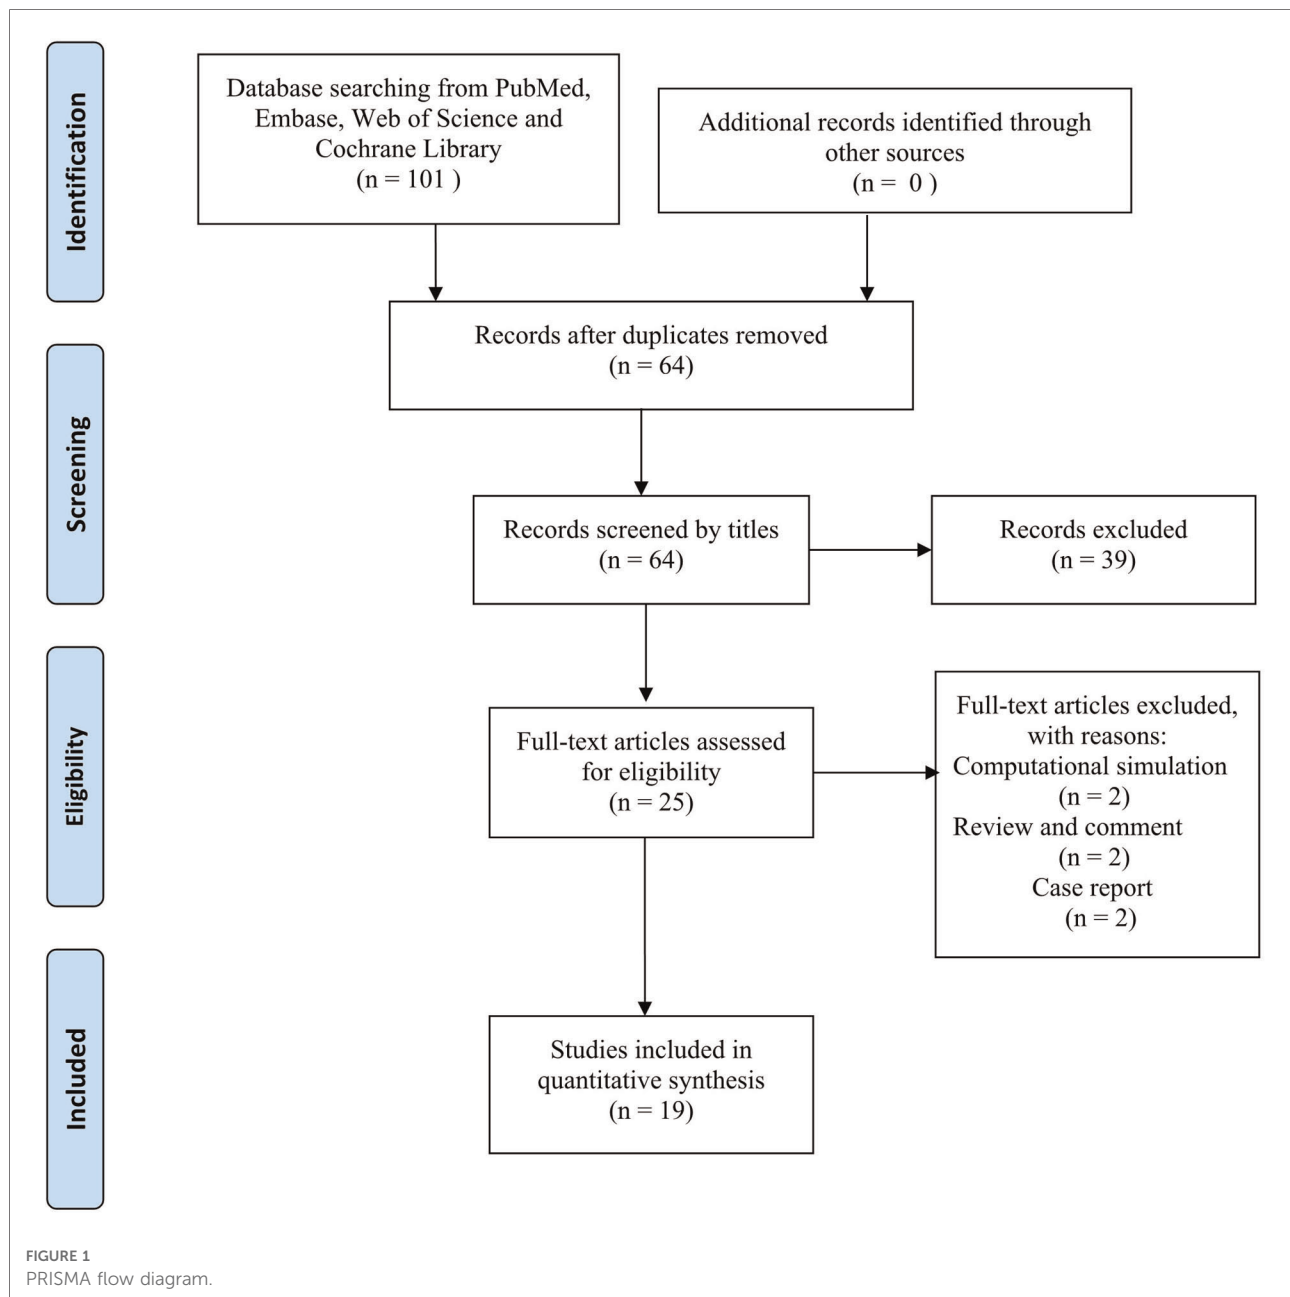 Identification
Database searching from PubMed,
Embase, Web of Science and
Cochrane Library
(n = 101 )
Additional records identified through
other sources
(n =  0 )
Records after duplicates removed
(n = 64)
Screening
Records screened by titles
(n = 64)
Records excluded
(n = 39)
Eligibility
Full-text articles assessed
for eligibility
(n = 25)
Full-text articles excluded,
with reasons:
Computational simulation
(n = 2)
Review and comment
(n = 2)
Case report
(n = 2)
Included
Studies included in
quantitative synthesis
(n = 19)
FIGURE 1
PRISMA flow diagram.